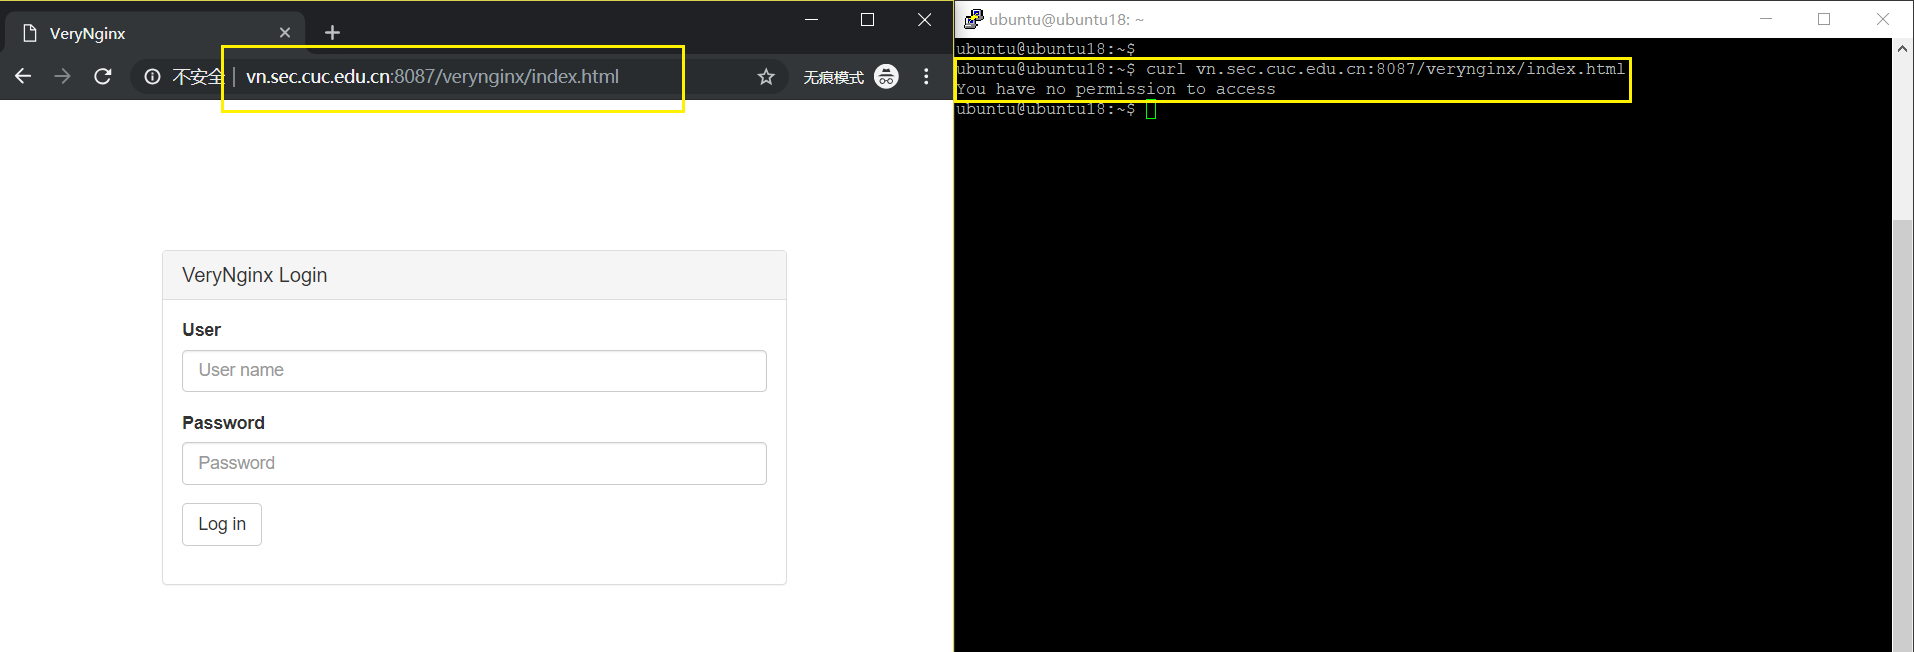 VeryNginx
不安全 | vn.sec.cuc.edu.cn:8087/verynginx/index.html
无痕模式
VeryNginx Login
User
User name
Password
Password
Log in
ubuntu@ubuntu18: ~
ubuntu@ubuntu18:~$
ubuntu@ubuntu18:~$ curl vn.sec.cuc.edu.cn:8087/verynginx/index.html
You have no permission to access
ubuntu@ubuntu18:~$